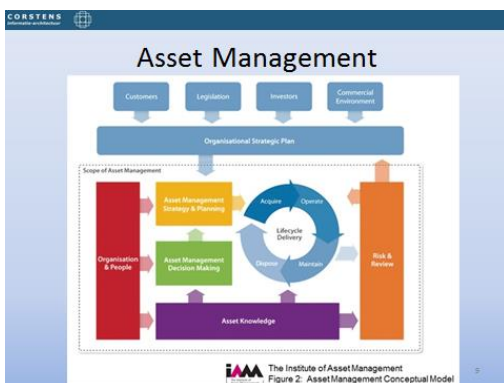 CORSTENS
informatie-architectuur
Asset Management
Customers
Legislation
Investors
Commercial
Environment
Organisational Strategic Plan
Scope of Asset Management
Organisation
& People
Asset Management
Strategy & Planning
Asset Management
Decision Making
Acquire
Operate
Lifecycle
Delivery
Dispose
Maintain
Risk &
Review
Asset Knowledge
iAM
The Institute of Asset Management
Figure 2: Asset Management Conceptual Model